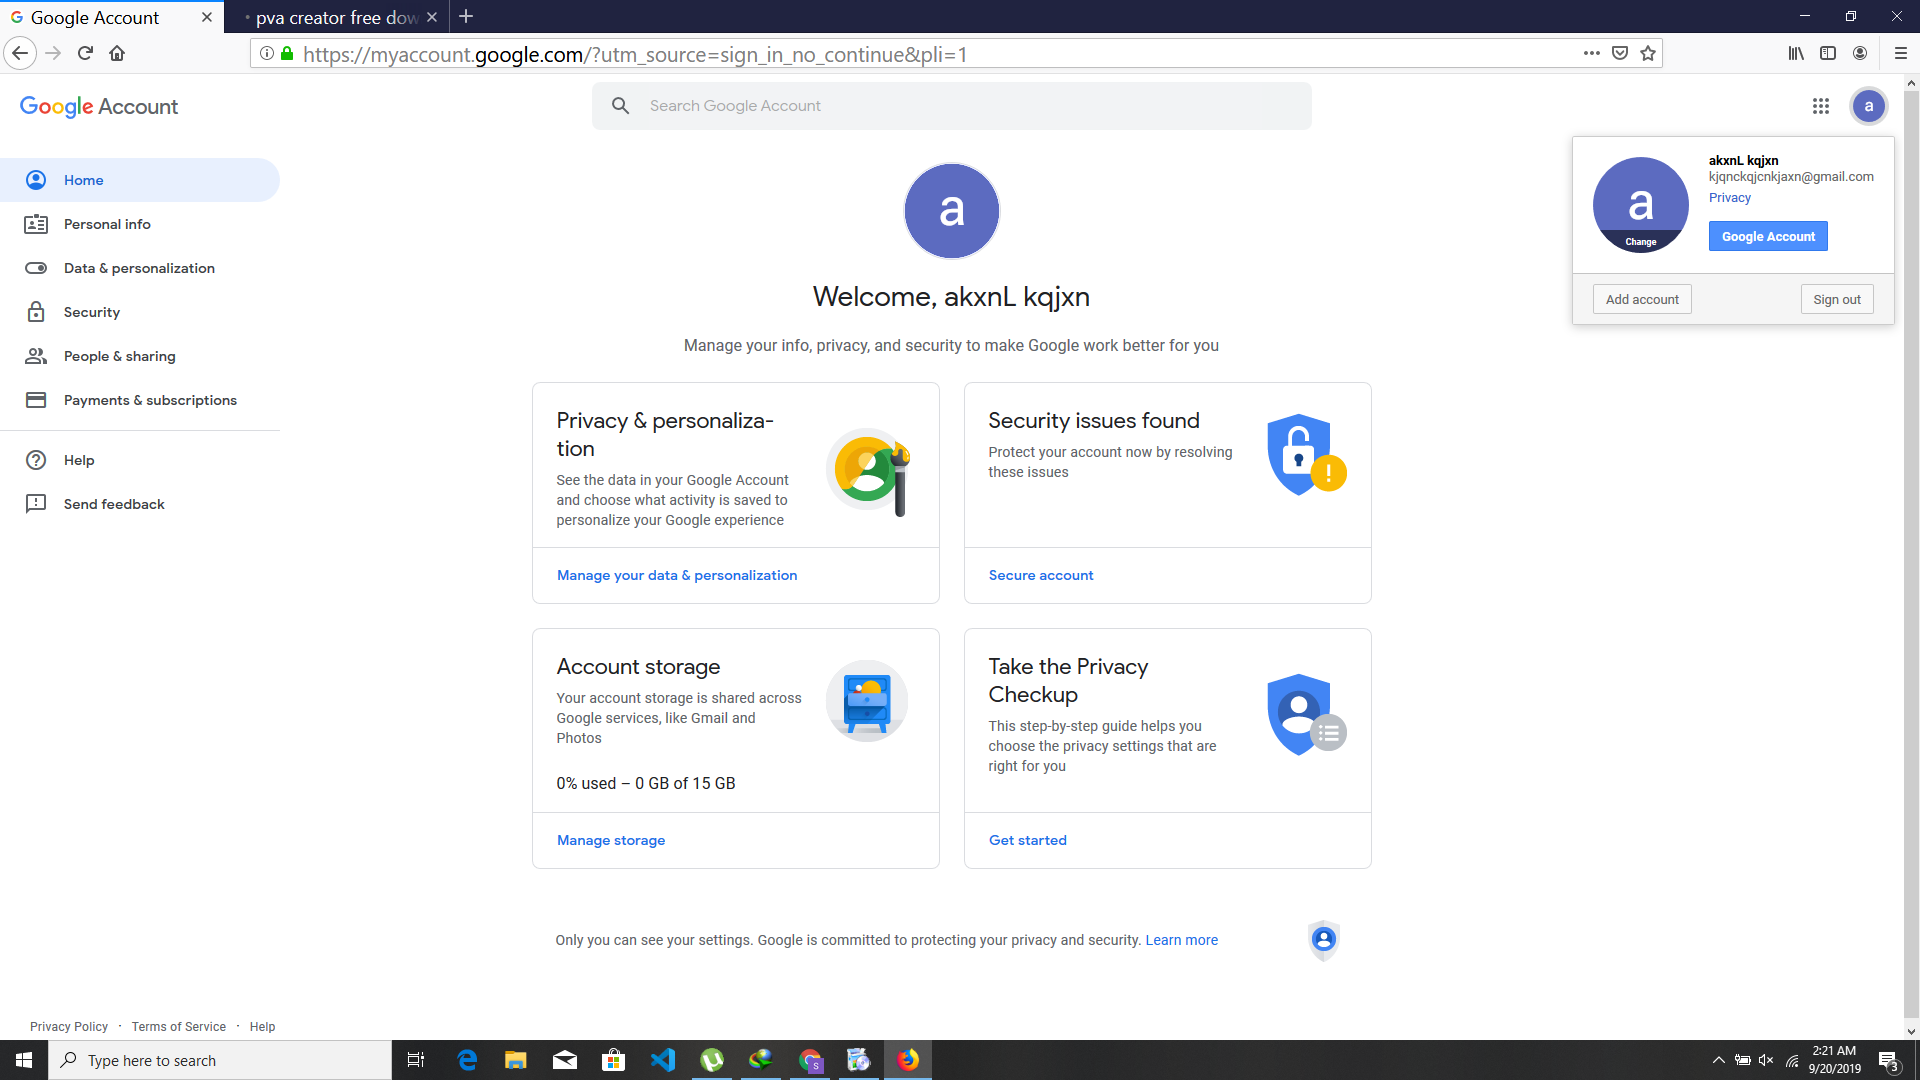 Google Account
pva creator free dow
https://myaccount.google.com/?utm_source=sign_in_no_continue&pli=1
Google Account
Search Google Account
a
akxnL kqjxn
kjqnckqjcnkjaxn@gmail.com
Privacy
a
Change
Google Account
Add account
Sign out
Home
Personal info
Data & personalization
Security
People & sharing
Payments & subscriptions
Help
Send feedback
a
Welcome, akxnL kqjxn
Manage your info, privacy, and security to make Google work better for you
Privacy & personaliza-
tion
See the data in your Google Account
and choose what activity is saved to
personalize your Google experience
Manage your data & personalization
Security issues found
Protect your account now by resolving
these issues
Secure account
Account storage
Your account storage is shared across
Google services, like Gmail and
Photos
0% used – 0 GB of 15 GB
Manage storage
Take the Privacy
Checkup
This step-by-step guide helps you
choose the privacy settings that are
right for you
Get started
Only you can see your settings. Google is committed to protecting your privacy and security. Learn more
Privacy Policy · Terms of Service · Help
Type here to search
S
2:21 AM
9/20/2019
3